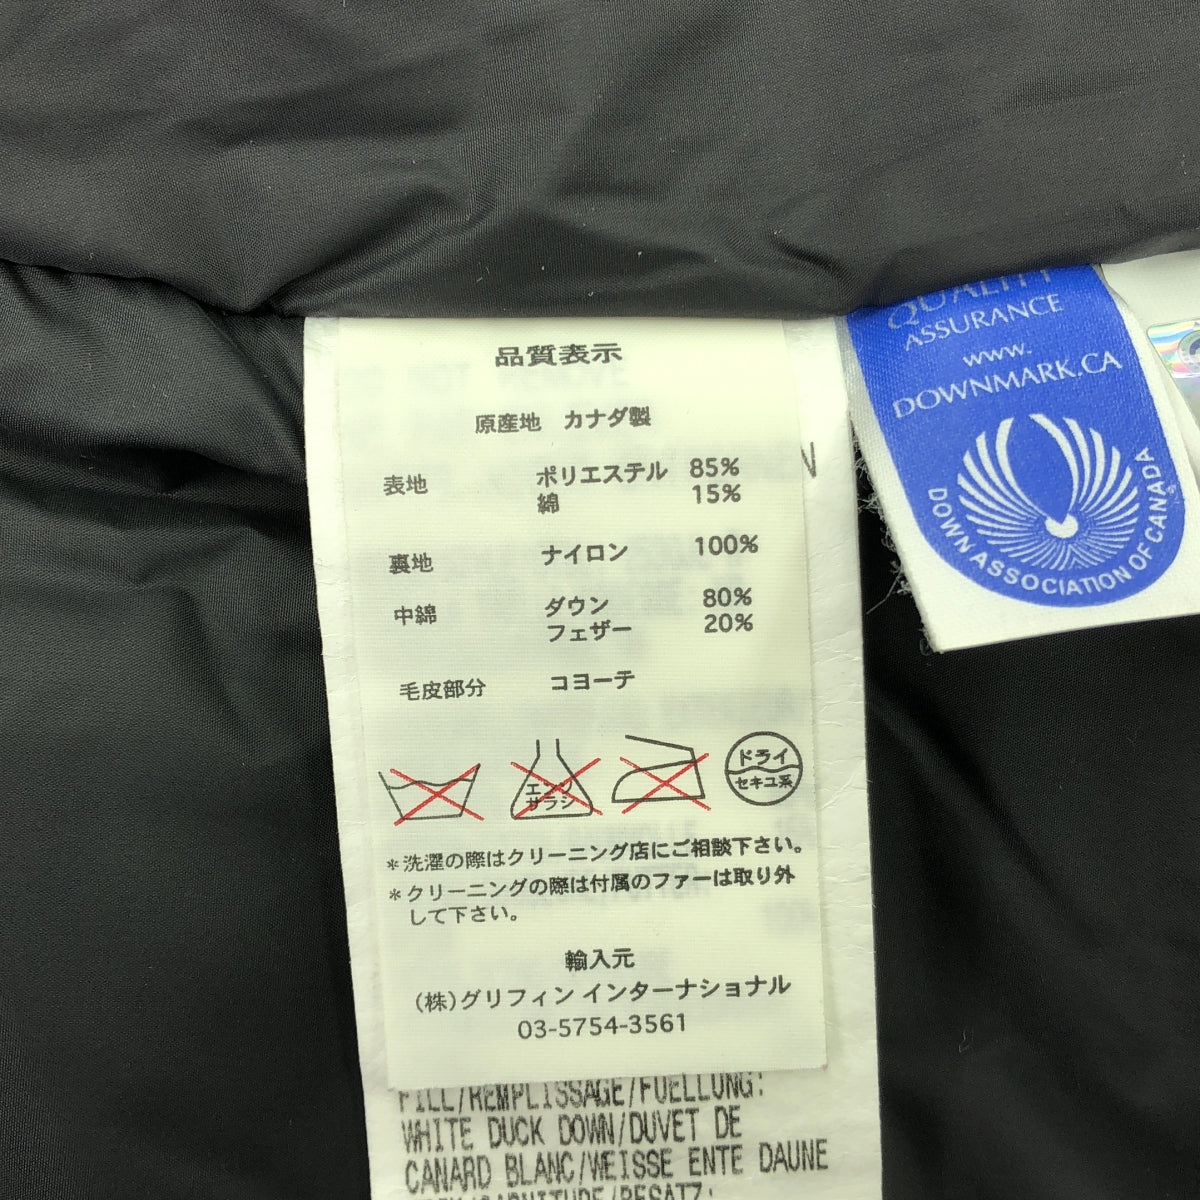 品質表示
原産地 カナダ製
表地 ポリエステル 85%
綿 15%
裏地 ナイロン 100%
中綿 ダウン 80%
フェザー 20%
毛皮部分 コヨーテ
エンソ
サラシ
ドライ
セキユ系
*洗濯の際はクリーニング店にご相談下さい。
*クリーニングの際は付属のファーは取り外
して下さい。
輸入元
(株)グリフィン インターナショナル
03-5754-3561
FILL/REMPLISSAGE/FUELLUNG:
WHITE DUCK DOWN/DUVET DE
CANARD BLANC/WEISSE ENTE DAUNE
QUALITY
ASSURANCE
www.
DOWNMARK.CA
DOWN ASSOCIATION OF CANADA